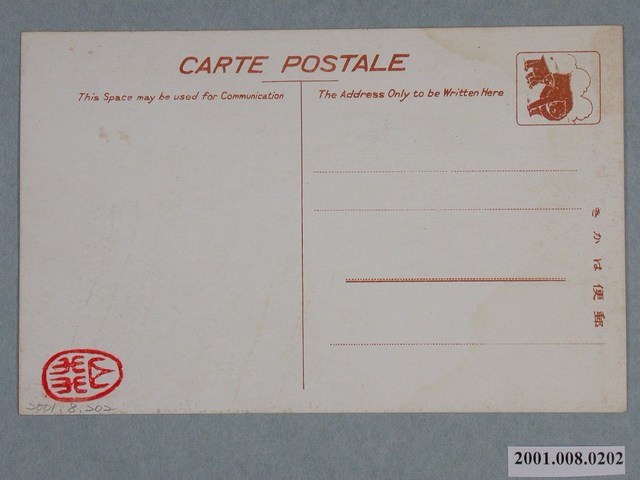 CARTE POSTALE
This Space may be used for Communication
The Address Only to be Written Here
きかは便郵
2001.8.202
2001.008.0202